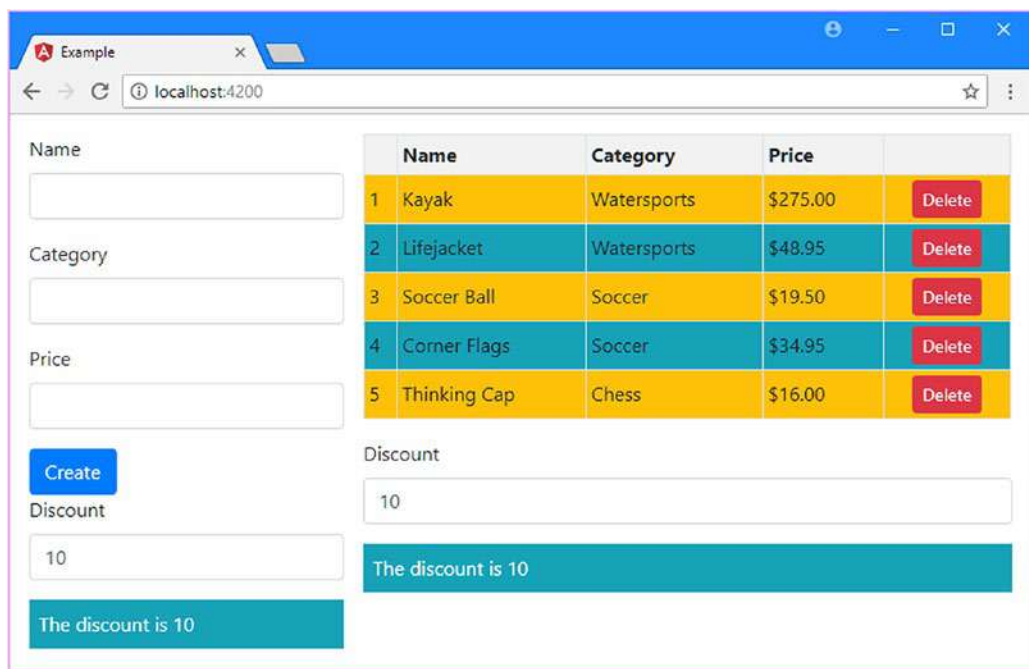 Example
localhost:4200
Name
Category
Price
Create
Discount
10
The discount is 10
Name Category Price
1 Kayak Watersports $275.00 Delete
2 Lifejacket Watersports $48.95 Delete
3 Soccer Ball Soccer $19.50 Delete
4 Corner Flags Soccer $34.95 Delete
5 Thinking Cap Chess $16.00 Delete
Discount
10
The discount is 10